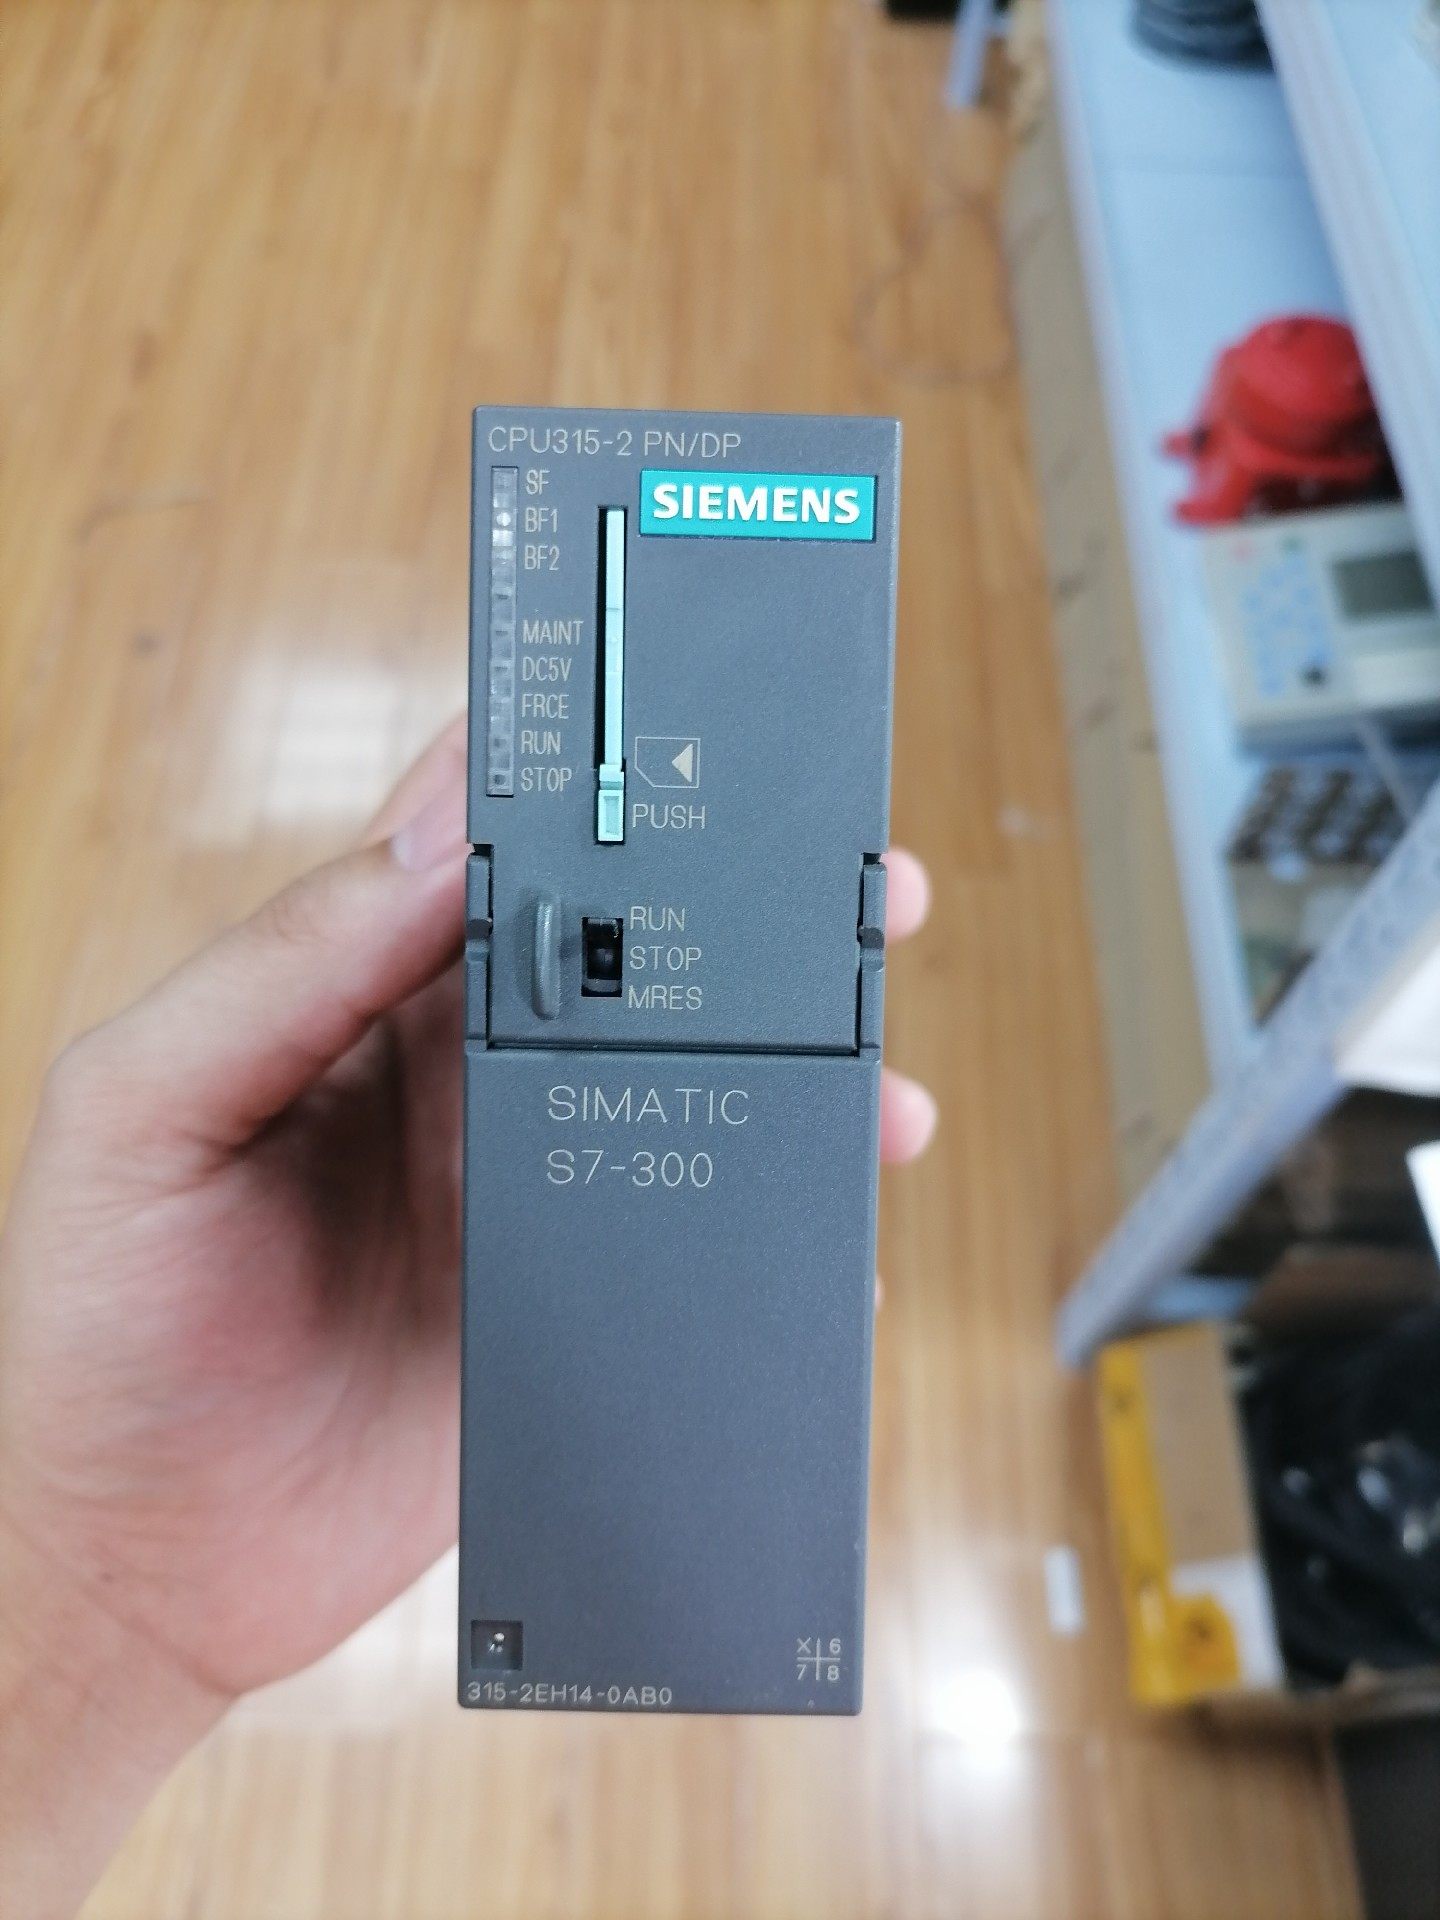 CPU315-2 PN/DP
SIEMENS
SF
BF1
BF2
MAINT
DC5V
FRCE
RUN
STOP
PUSH
RUN
STOP
MRES
SIMATIC
S7-300
X 6
7 8
315-2EH14-0AB0